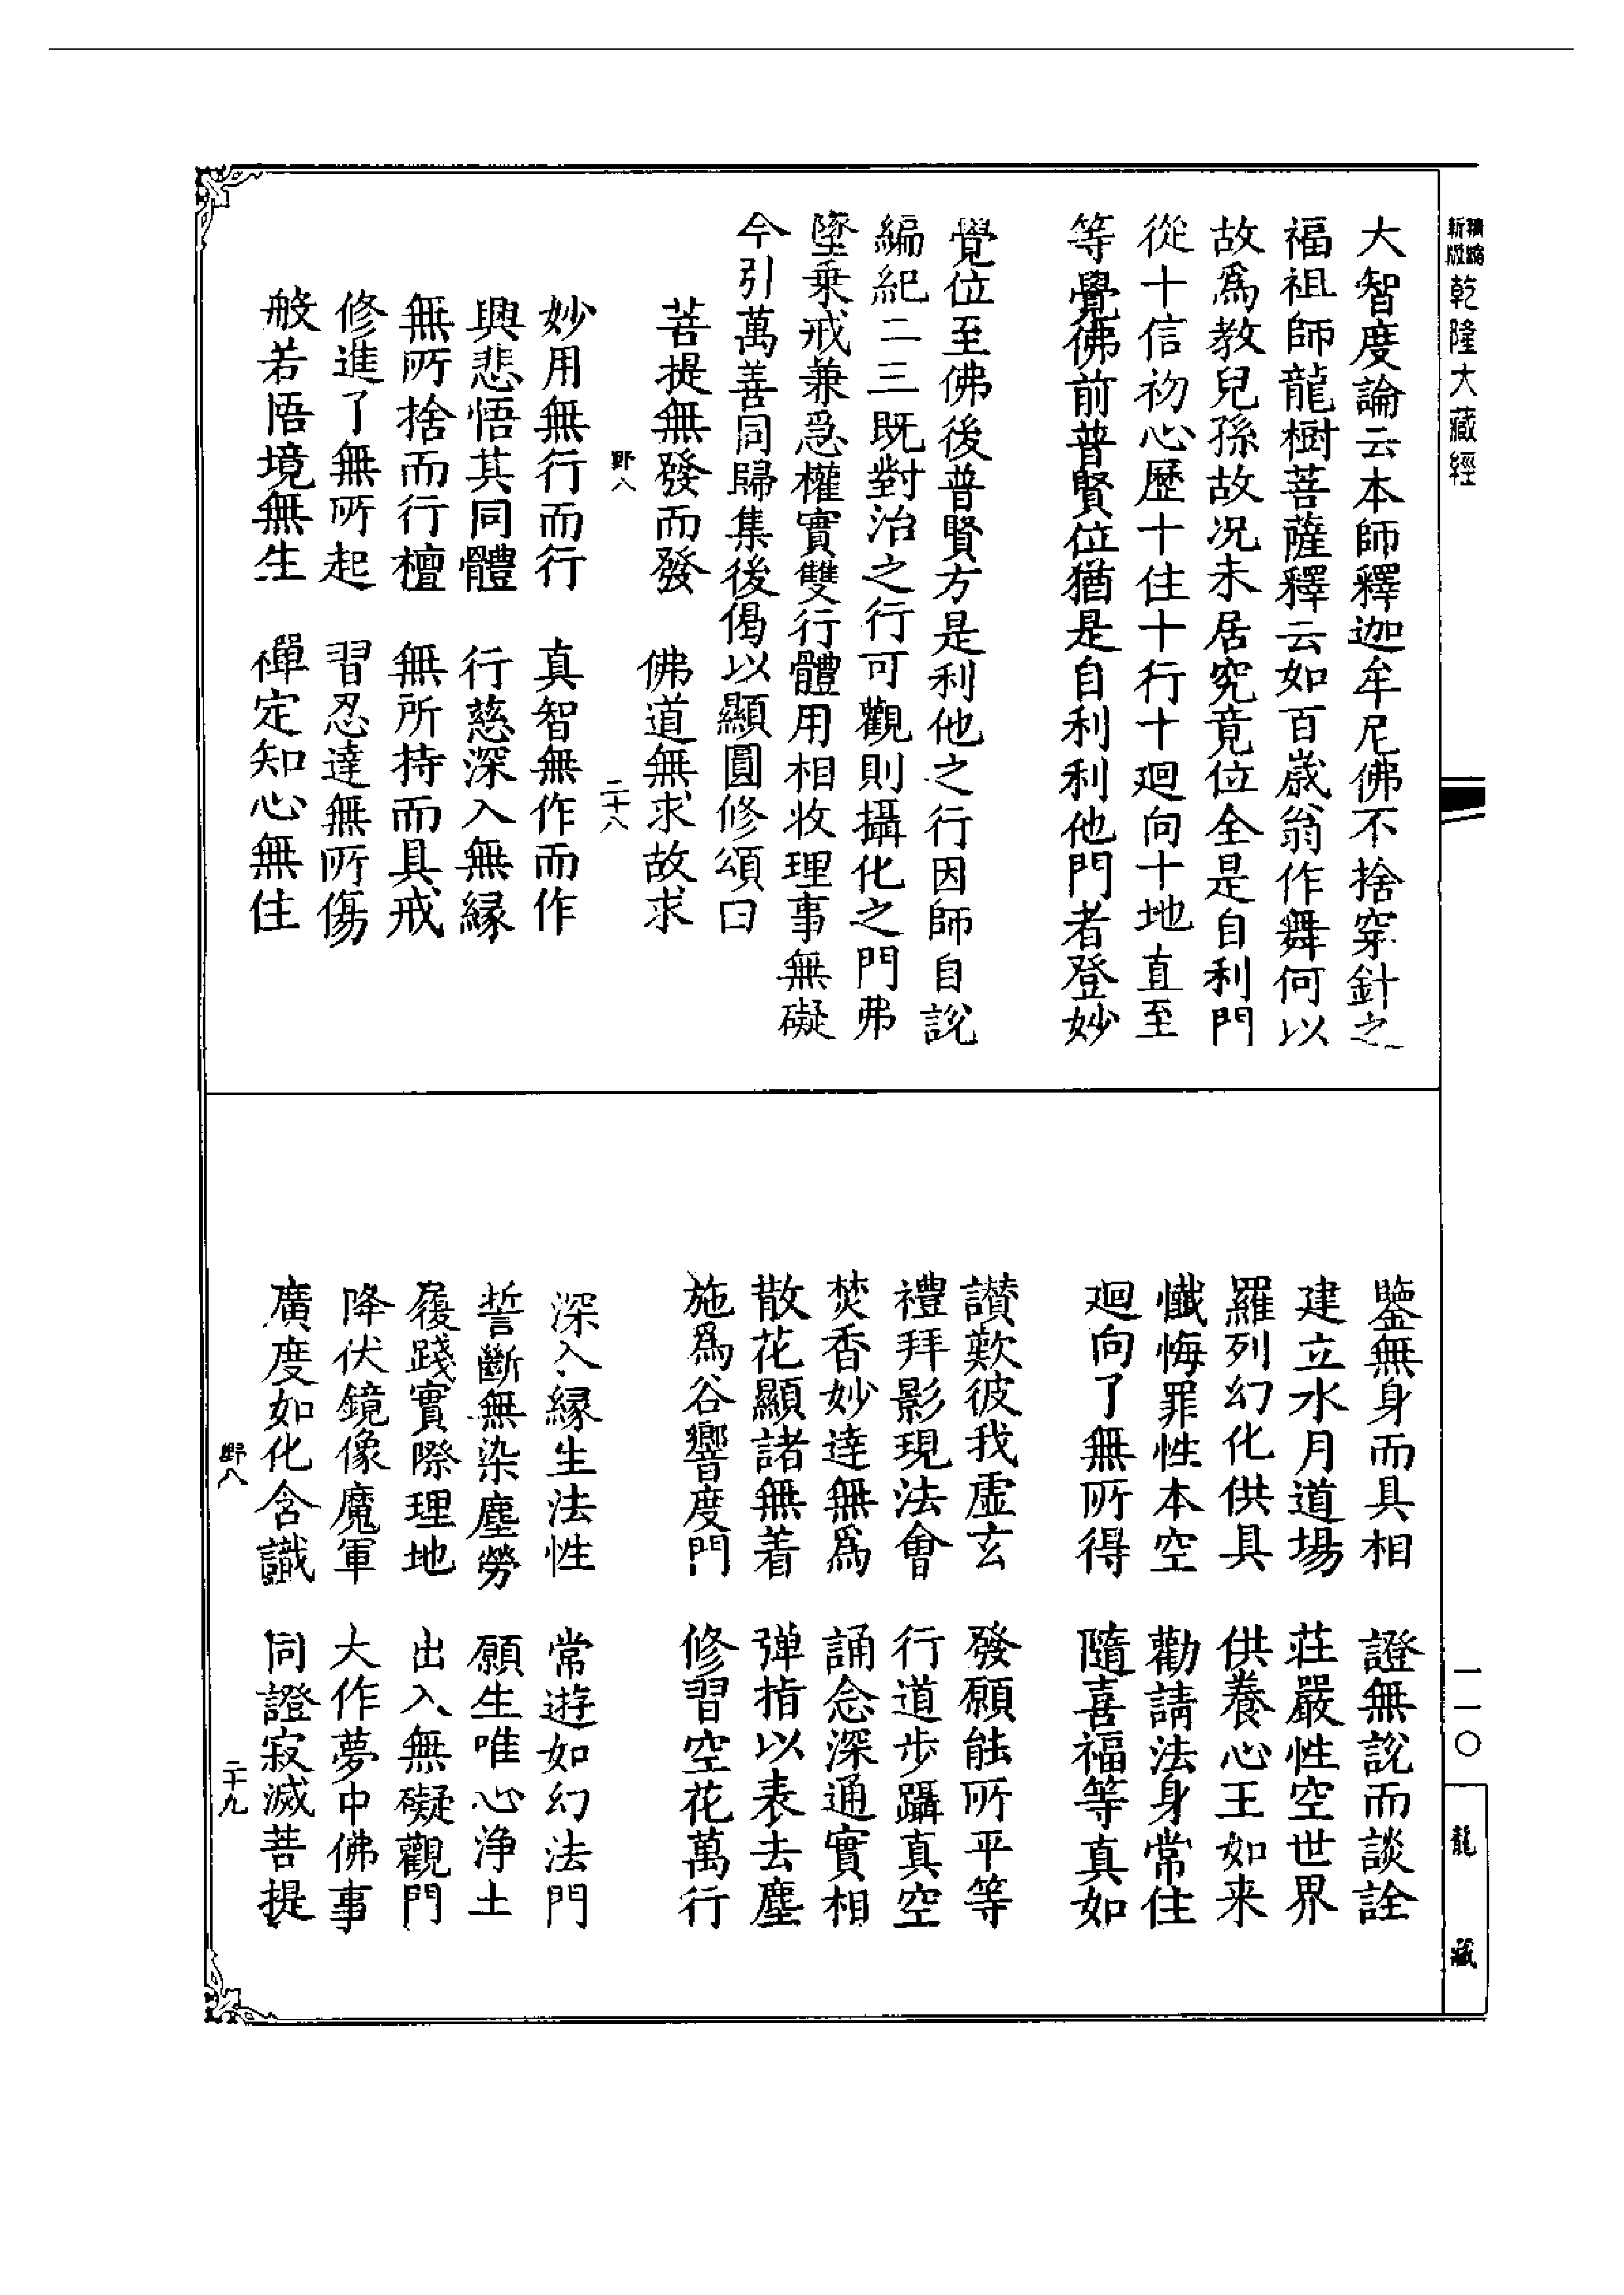 精縮新版乾隆大藏經
大智度論云本師釋迦牟尼佛不捨穿針之
福祖師龍樹菩薩釋云如百歲翁作舞何以
故爲教兒孫故况未居究竟位全是自利門
從十信初心歷十住十行十廻向十地直至
等覺佛前普賢位猶是自利利他門者登妙
覺位至佛後普賢方是利他之行因師自説
編紀二三既對治之行可觀則攝化之門弗
墜乗戒兼急權實雙行體用相收理事無礙
今引萬善同歸集後偈以顯圓修頌曰
菩提無發而發　佛道無求故求
野八　二十八
妙用無行而行　真智無作而作
興悲悟其同體　行慈深入無縁
無所捨而行檀　無所持而具戒
修進了無所起　習忍達無所傷
般若悟境無生　禪定知心無住
鑒無身而具相　證無説而談詮
建立水月道場　莊嚴性空世界
羅列幻化供具　供養心王如来
懺悔罪性本空　勸請法身常住
廻向了無所得　隨喜福等真如
讃歎彼我虛玄　發願能所平等
禮拜影現法會　行道步躡真空
焚香妙達無爲　誦念深通實相
散花顯諸無着　弹指以表去塵
施爲谷響度門　修習空花萬行
深入縁生法性　常遊如幻法門
誓斷無染塵勞　願生唯心淨土
履踐實際理地　出入無礙觀門
降伏鏡像魔軍　大作夢中佛事
廣度如化含識　同證寂滅菩提
野八　二十九
一一〇
龍藏